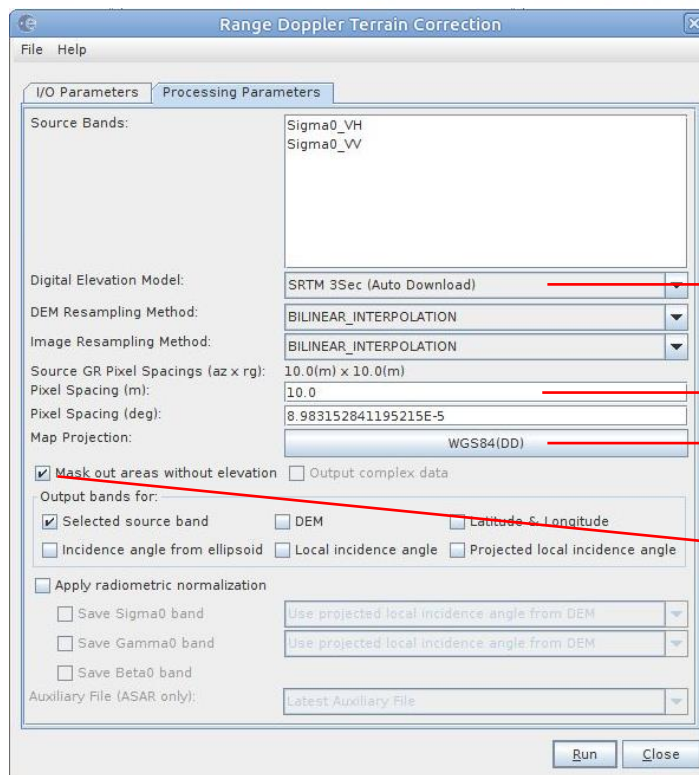 Range Doppler Terrain Correction
File Help
I/O Parameters Processing Parameters
Source Bands:
Sigma0_VH
Sigma0_VV
Digital Elevation Model: SRTM 3Sec (Auto Download)
DEM Resampling Method: BILINEAR_INTERPOLATION
Image Resampling Method: BILINEAR_INTERPOLATION
Source GR Pixel Spacings (az x rg): 10.0(m) x 10.0(m)
Pixel Spacing (m): 10.0
Pixel Spacing (deg): 8.983152841195215E-5
Map Projection: WGS84(DD)
Mask out areas without elevation Output complex data
Output bands for:
Selected source band DEM Latitude & Longitude
Incidence angle from ellipsoid Local incidence angle Projected local incidence angle
Apply radiometric normalization
Save Sigma0 band Use projected local incidence angle from DEM
Save Gamma0 band Use projected local incidence angle from DEM
Save Beta0 band
Auxiliary File (ASAR only): Latest Auxiliary File
Run Close